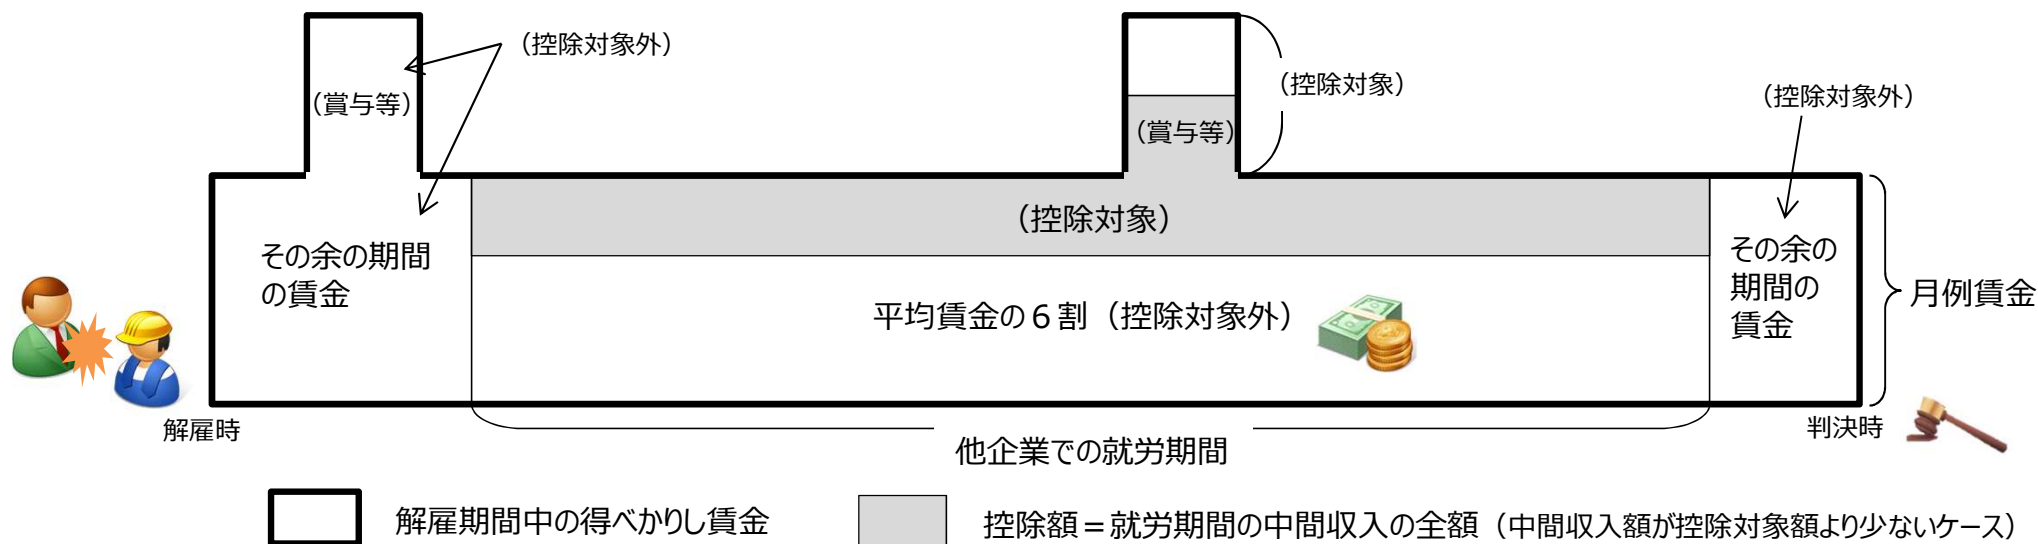 （控除対象外）
（賞与等）
（控除対象）
（賞与等）
（控除対象外）
（控除対象）
その余の期間
の賃金
平均賃金の６割（控除対象外）
その余の
期間の
賃金
月例賃金
解雇時
判決時
他企業での就労期間
解雇期間中の得べかりし賃金
控除額＝就労期間の中間収入の全額（中間収入額が控除対象額より少ないケース）